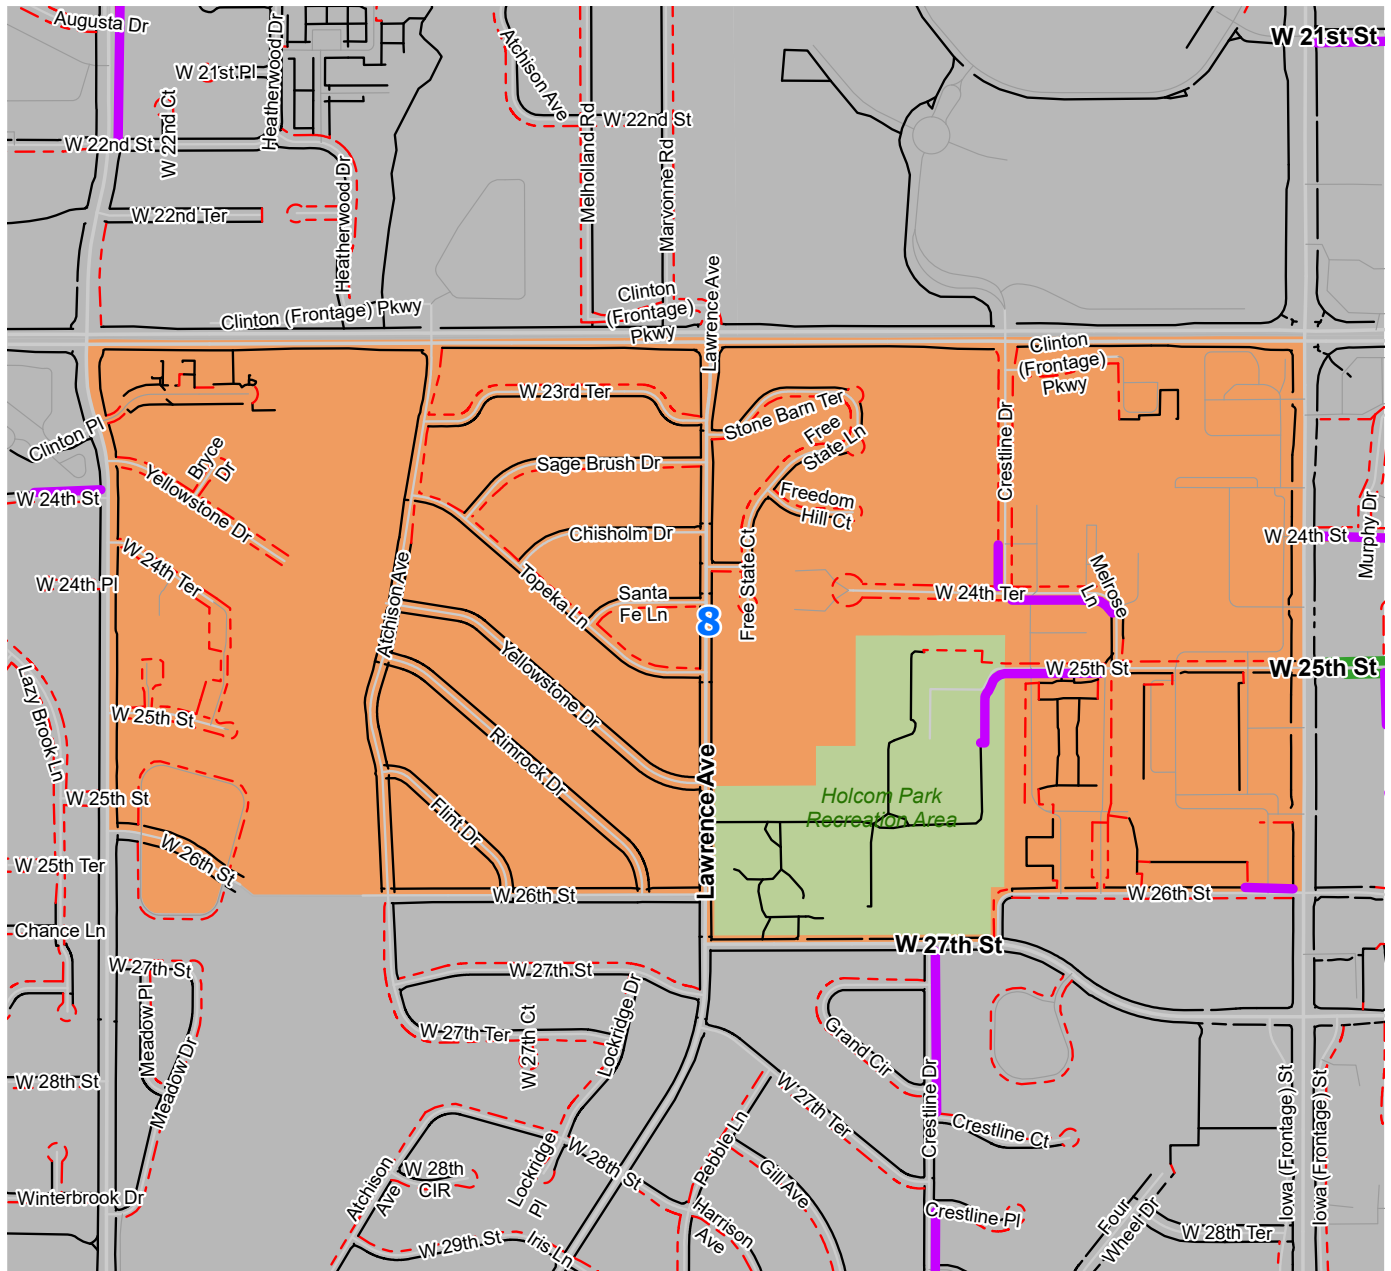 Augusta Dr
Heatherwood Dr
W 21st Pl
W 22nd Ct
W 22nd St
Atchison Ave
Melholland Rd
W 22nd St
Marvonne Rd
W 21st St
W 22nd Ter
Heatherwood Dr
Clinton (Frontage) Pkwy
Clinton
(Frontage)
Pkwy
Lawrence Ave
Clinton
(Frontage)
Pkwy
Clinton Pl
W 23rd Ter
Stone Barn Ter
Free
State Ln
Crestline Dr
Bryce
Dr
Yellowstone Dr
Sage Brush Dr
Freedom
Hill Ct
W 24th St
Chisholm Dr
W 24th St
Murphy Dr
W 24th Pl
W 24th Ter
Atchison Ave
Topeka Ln
Santa
Fe Ln
Free State Ct
W 24th Ter
Melrose
Ln
8
Lazy Brook Ln
W 25th St
Yellowstone Dr
W 25th St
W 25th St
Rimrock Dr
Lawrence Ave
W 25th St
Flint Dr
Holcom Park
Recreation Area
W 25th Ter
W 26th St
W 26th St
W 26th St
Chance Ln
W 27th St
W 27th St
W 27th St
Meadow Pl
Meadow Dr
W 27th Ter
W 27th Ct
Lockridge Dr
Grand Cir
W 28th St
W 27th Ter
Crestline Dr
Iowa (Frontage) St
Iowa (Frontage) St
Crestline Ct
Pebble Ln
W 28th St
Gill Ave
Lockridge
Pl
W 28th
CIR
Atchison
Ave
Winterbrook Dr
Harrison
Ave
Crestline Pl
Four
Wheel Dr
W 28th Ter
W 29th St
Iris Ln